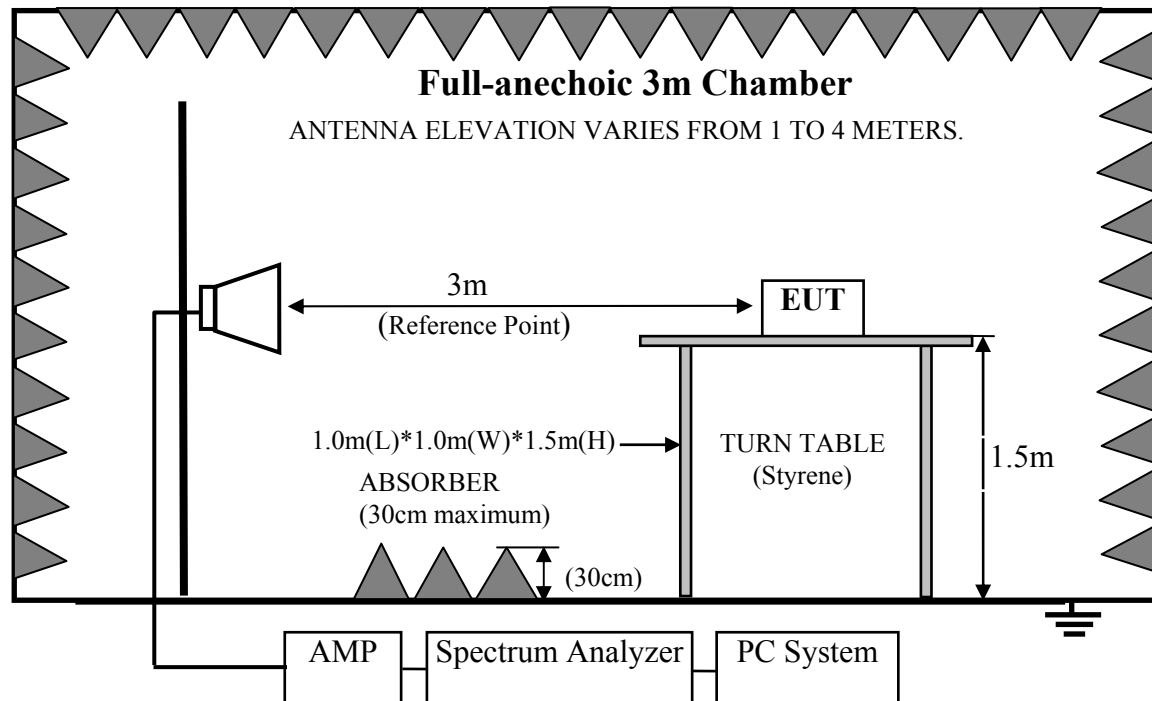 Full-anechoic 3m Chamber
ANTENNA ELEVATION VARIES FROM 1 TO 4 METERS.
3m
(Reference Point)
EUT
1.0m(L)*1.0m(W)*1.5m(H)
TURN TABLE
(Styrene)
1.5m
ABSORBER
(30cm maximum)
(30cm)
AMP
Spectrum Analyzer
PC System